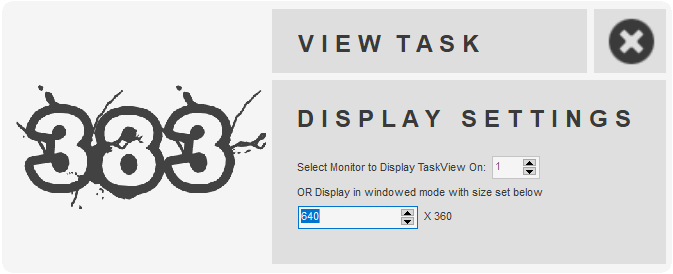 383
VIEW TASK
DISPLAY SETTINGS
Select Monitor to Display TaskView On: 1
OR Display in windowed mode with size set below
640 X 360